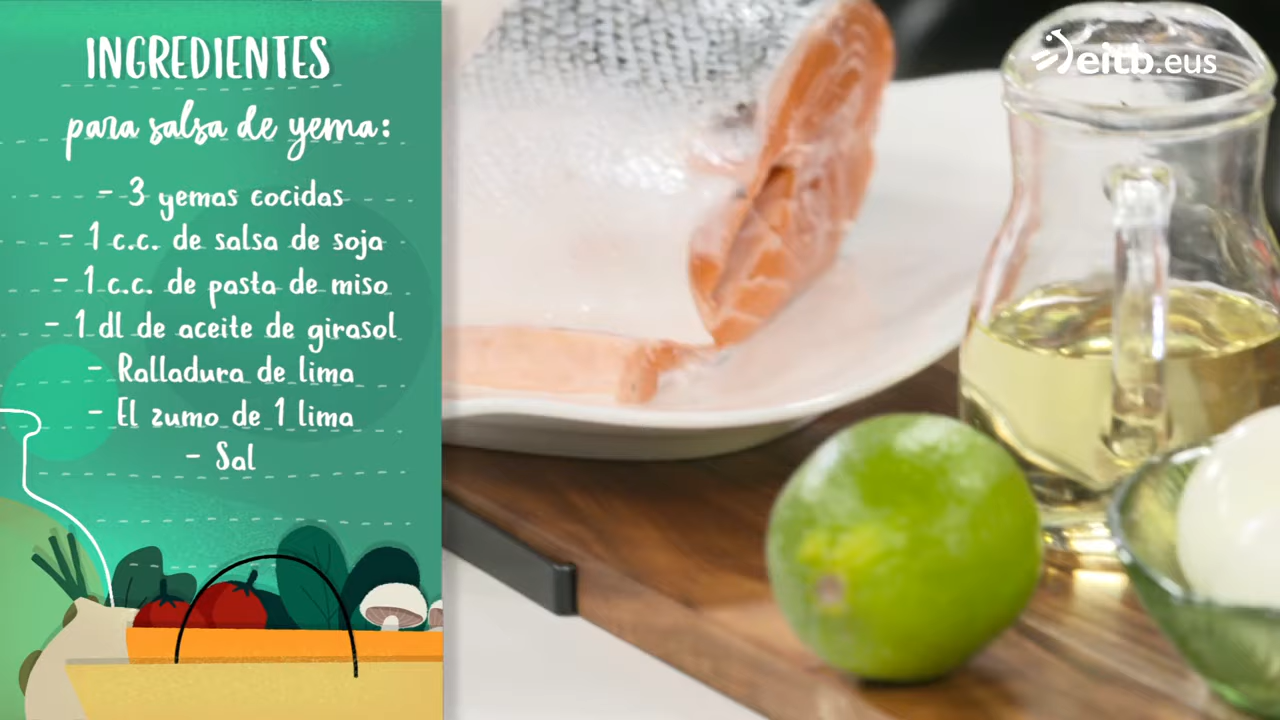 INGREDIENTES
para salsa de yema:
- 3 yemas cocidas
- 1 c.c. de salsa de soja
- 1 c.c. de pasta de miso
- 1 dl de aceite de girasol
- Ralladura de lima
- El zumo de 1 lima
- Sal
eitb.eus